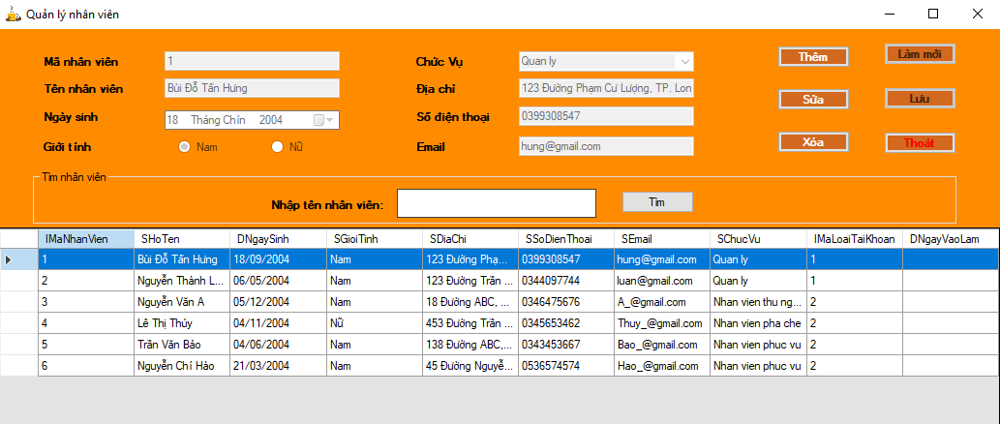 Quản lý nhân viên
Mã nhân viên 1 Chức Vụ Quan ly Thêm Làm mới
Tên nhân viên Bùi Đỗ Tấn Hưng Địa chỉ 123 Đường Phạm Cư Lượng, TP. Lon
Ngày sinh 18 Tháng Chín 2004 Số điện thoại 0399308547 Sửa Lưu
Giới tính Nam Nữ Email hung@gmail.com Xóa Thoát
Tìm nhân viên
Nhập tên nhân viên: Tìm
IMaNhanVien SHoTen DNgaySinh SGioiTinh SDiaChi SSoDienThoai SEmail SChucVu IMaLoaiTaiKhoan DNgayVaoLam
1 Bùi Đỗ Tấn Hưng 18/09/2004 Nam 123 Đường Phạ... 0399308547 hung@gmail.com Quan ly 1
2 Nguyễn Thành L... 06/05/2004 Nam 123 Đường Trần ... 0344097744 luan@gmail.com Quan ly 1
3 Nguyễn Văn A 05/12/2004 Nam 18 Đường ABC, ... 0346475676 A_@gmail.com Nhan vien thu ng... 2
4 Lê Thị Thúy 04/11/2004 Nữ 453 Đường Trần ... 0345653462 Thuy_@gmail.com Nhan vien pha che 2
5 Trần Văn Bảo 04/06/2004 Nam 138 Đường ABC,... 0343453667 Bao_@gmail.com Nhan vien phuc vu 2
6 Nguyễn Chí Hào 21/03/2004 Nam 45 Đường Nguyễ... 0536574574 Hao_@gmail.com Nhan vien phuc vu 2